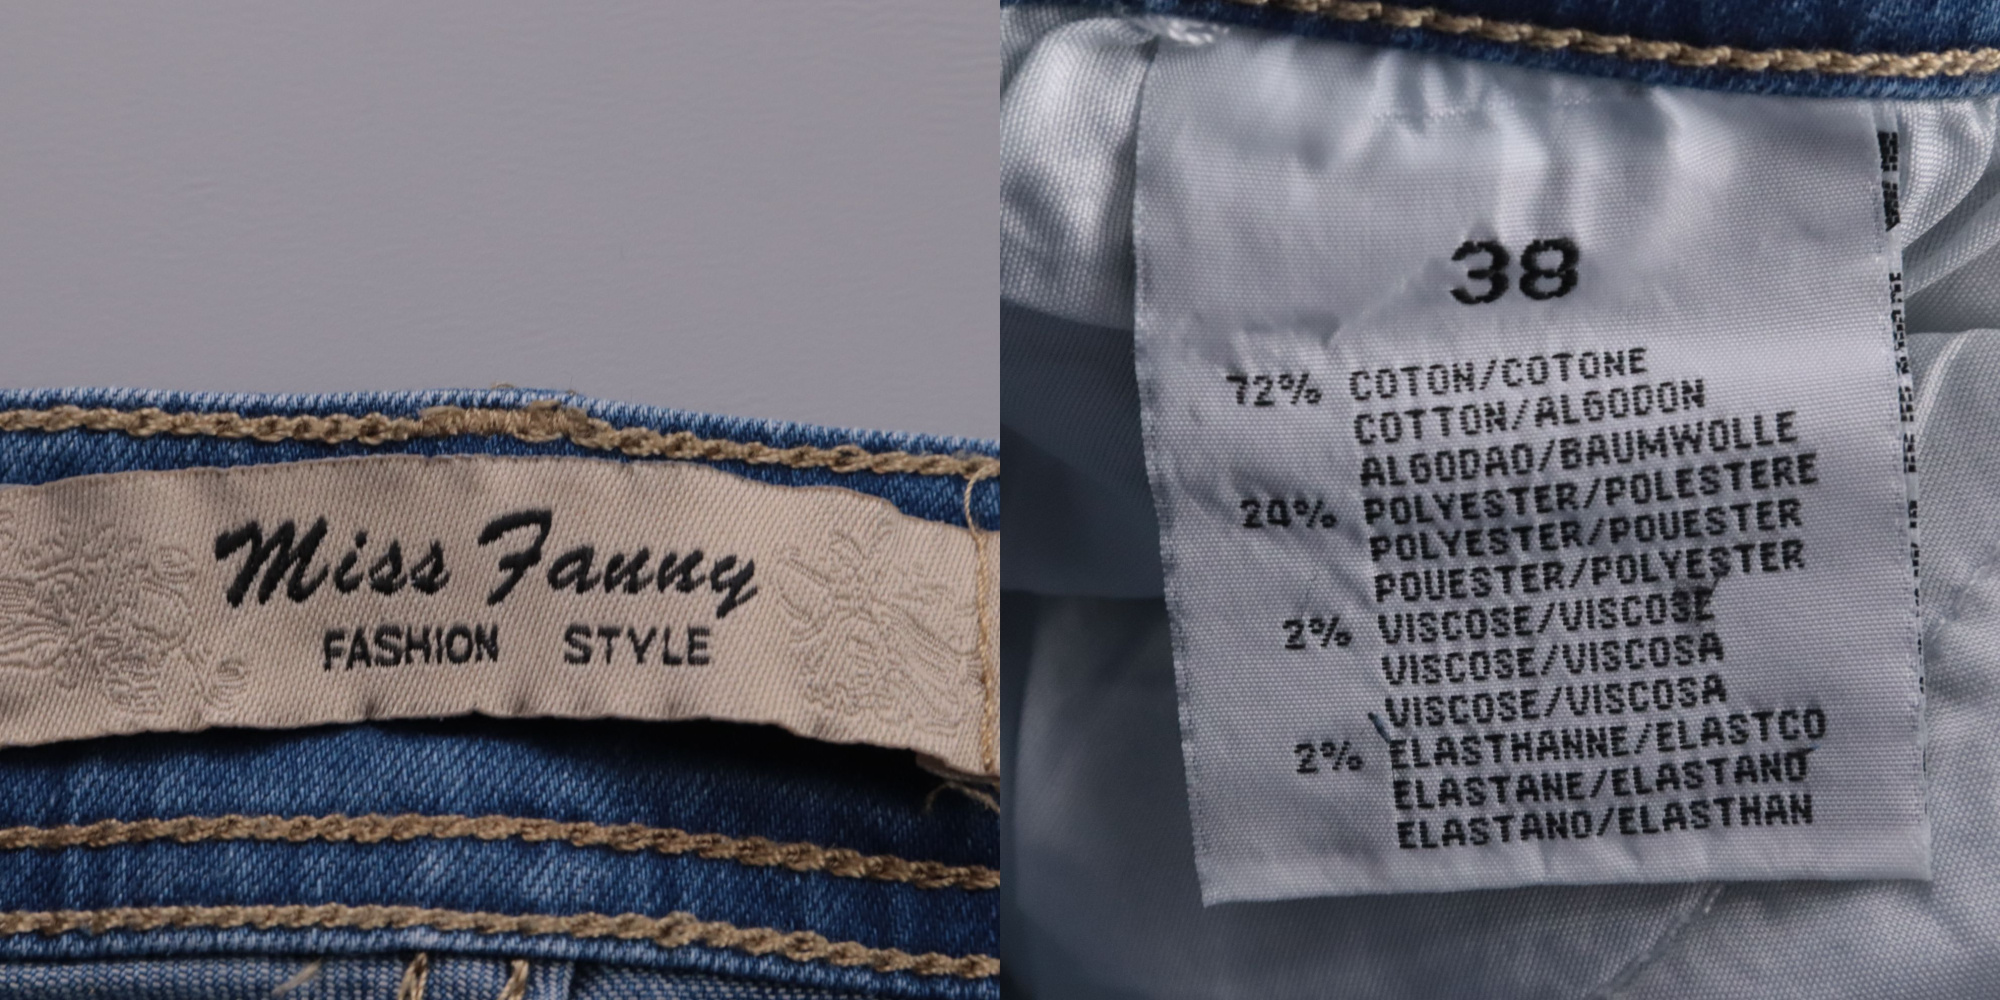 Miss Fanny
FASHION STYLE
38
72% COTON/COTONE
COTTON/ALGODON
ALGODAO/BAUMWOLLE
24% POLYESTER/POLESTERE
POLYESTER/POUESTER
POUESTER/POLYESTER
2% VISCOSE/VISCOSE
VISCOSE/VISCOSA
VISCOSE/VISCOSA
2% ELASTHANNE/ELASTCO
ELASTANE/ELASTANO
ELASTANO/ELASTHAN